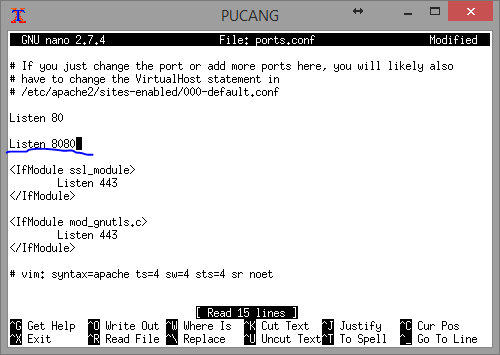 PUCANG
GNU nano 2.7.4 File: ports.conf Modified
# If you just change the port or add more ports here, you will likely also
# have to change the VirtualHost statement in
# /etc/apache2/sites-enabled/000-default.conf
Listen 80
Listen 8080
<IfModule ssl_module>
Listen 443
</IfModule>
<IfModule mod_gnutls.c>
Listen 443
</IfModule>
# vim: syntax=apache ts=4 sw=4 sts=4 sr noet
[ Read 15 lines ]
^G Get Help ^O Write Out ^W Where Is ^K Cut Text ^J Justify ^C Cur Pos
^X Exit ^R Read File ^\ Replace ^U Uncut Text ^T To Spell ^_ Go To Line